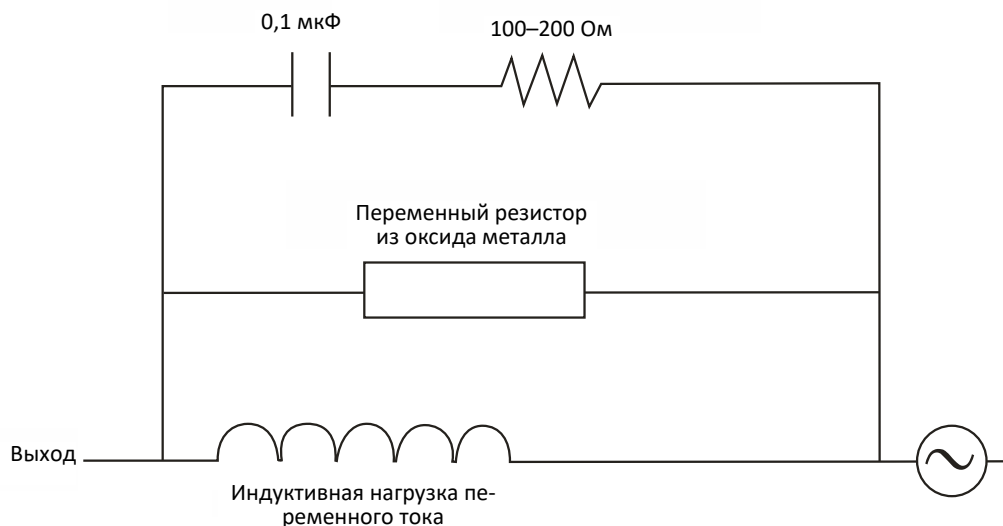 0,1 мкФ
100–200 Ом
Переменный резистор
из оксида металла
Выход
Индуктивная нагрузка пе-
ременного тока